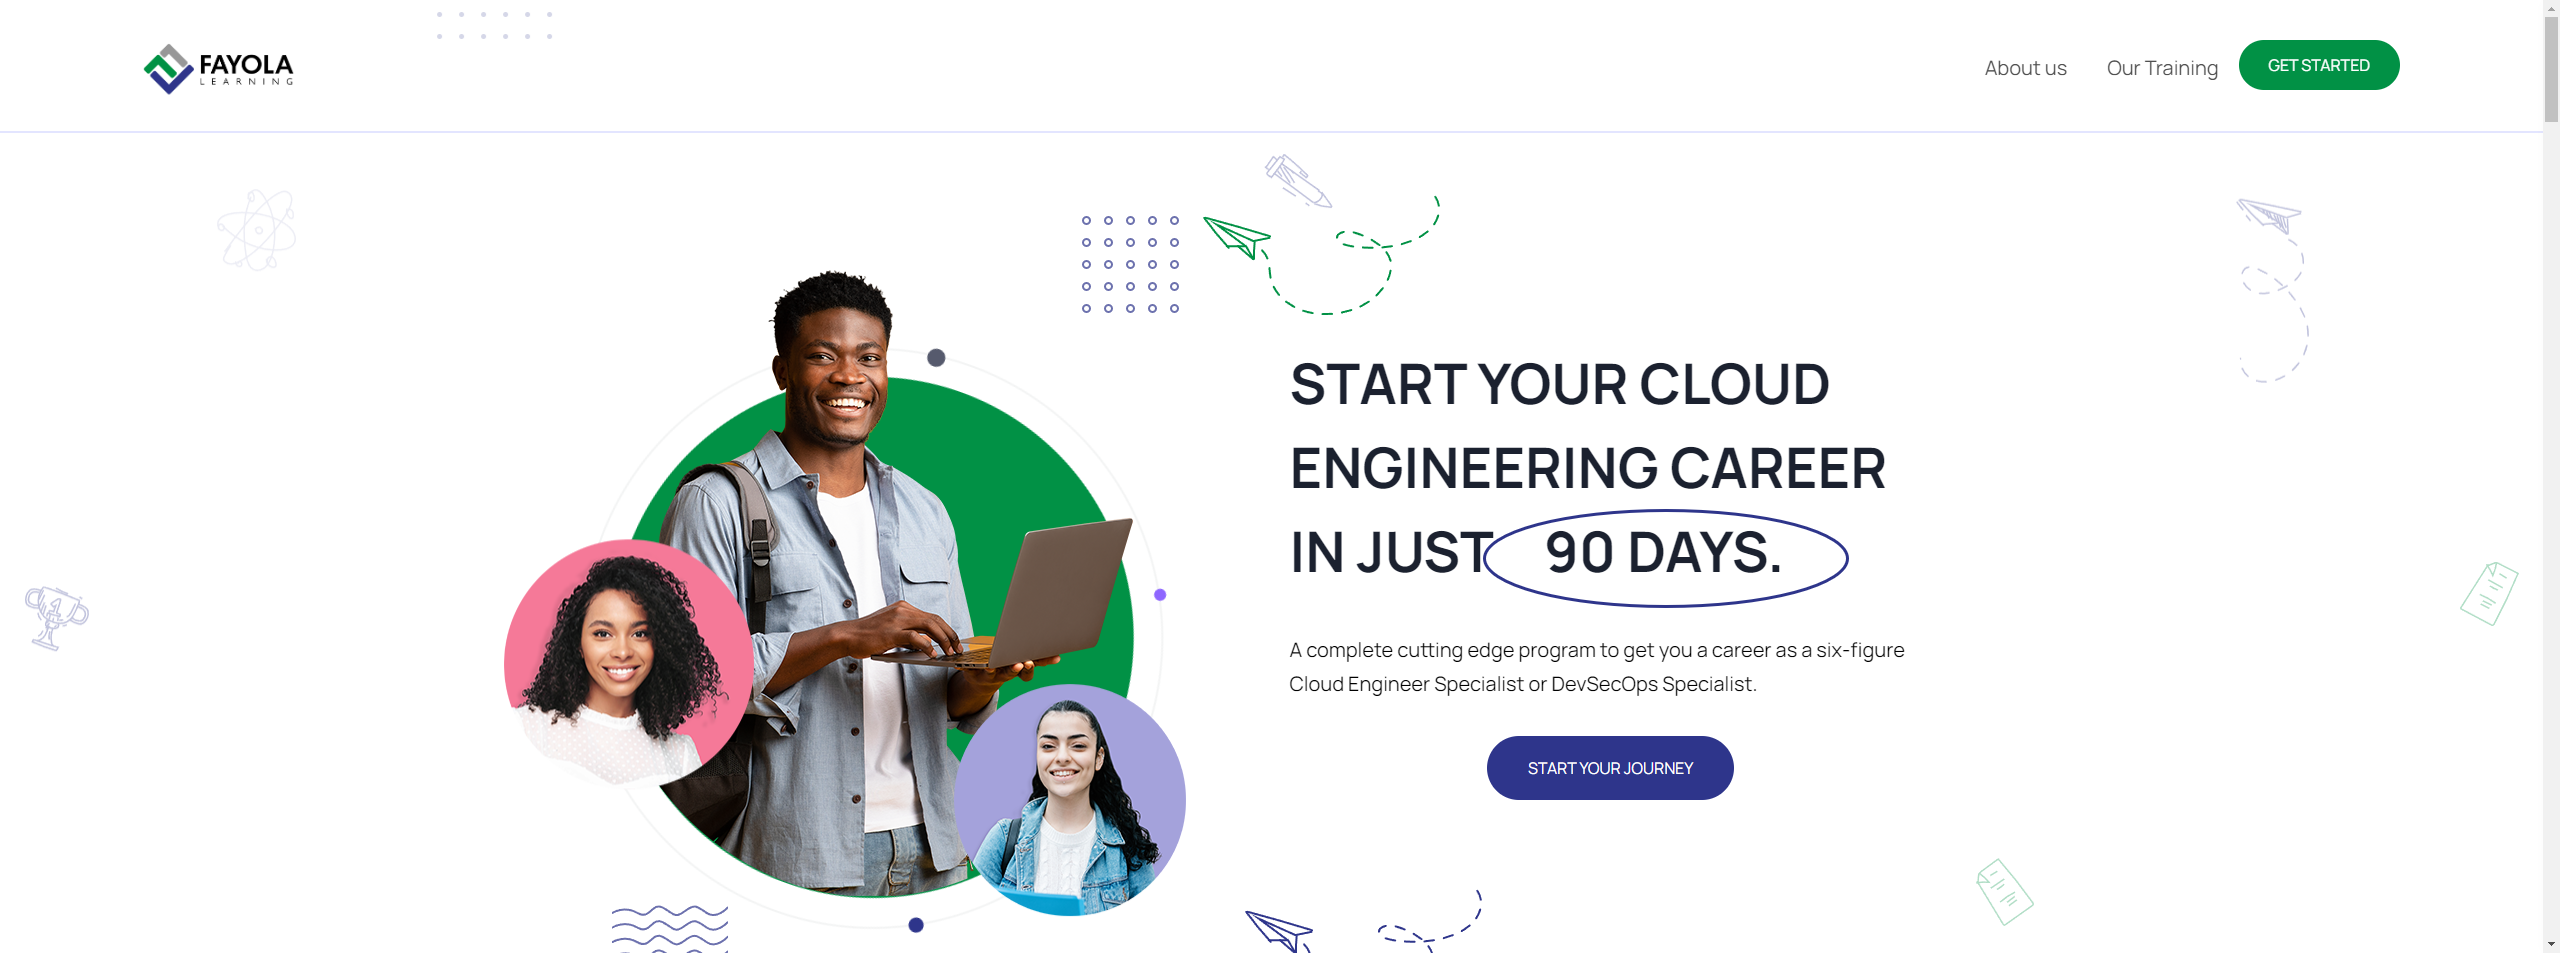 FAYOLA
LEARNING
About us
Our Training
GET STARTED
START YOUR CLOUD
ENGINEERING CAREER
IN JUST 90 DAYS.
A complete cutting edge program to get you a career as a six-figure
Cloud Engineer Specialist or DevSecOps Specialist.
START YOUR JOURNEY
1